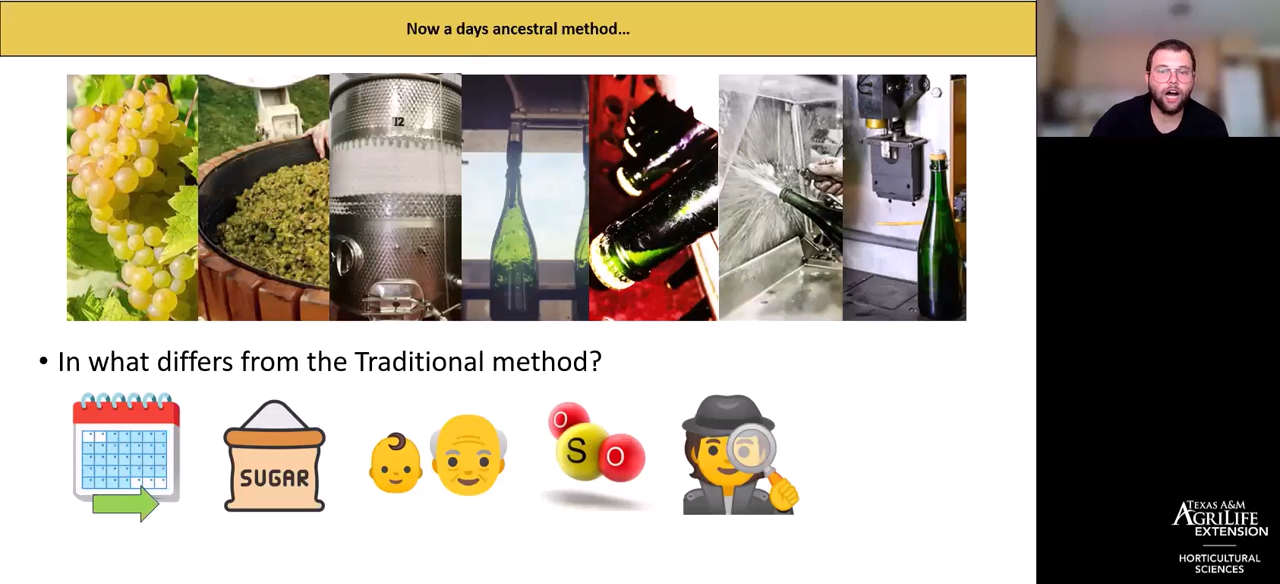 Now a days ancestral method...
12
• In what differs from the Traditional method?
SUGAR
O
S
O
TEXAS A&M
AGRILIFE
EXTENSION
HORTICULTURAL
SCIENCES